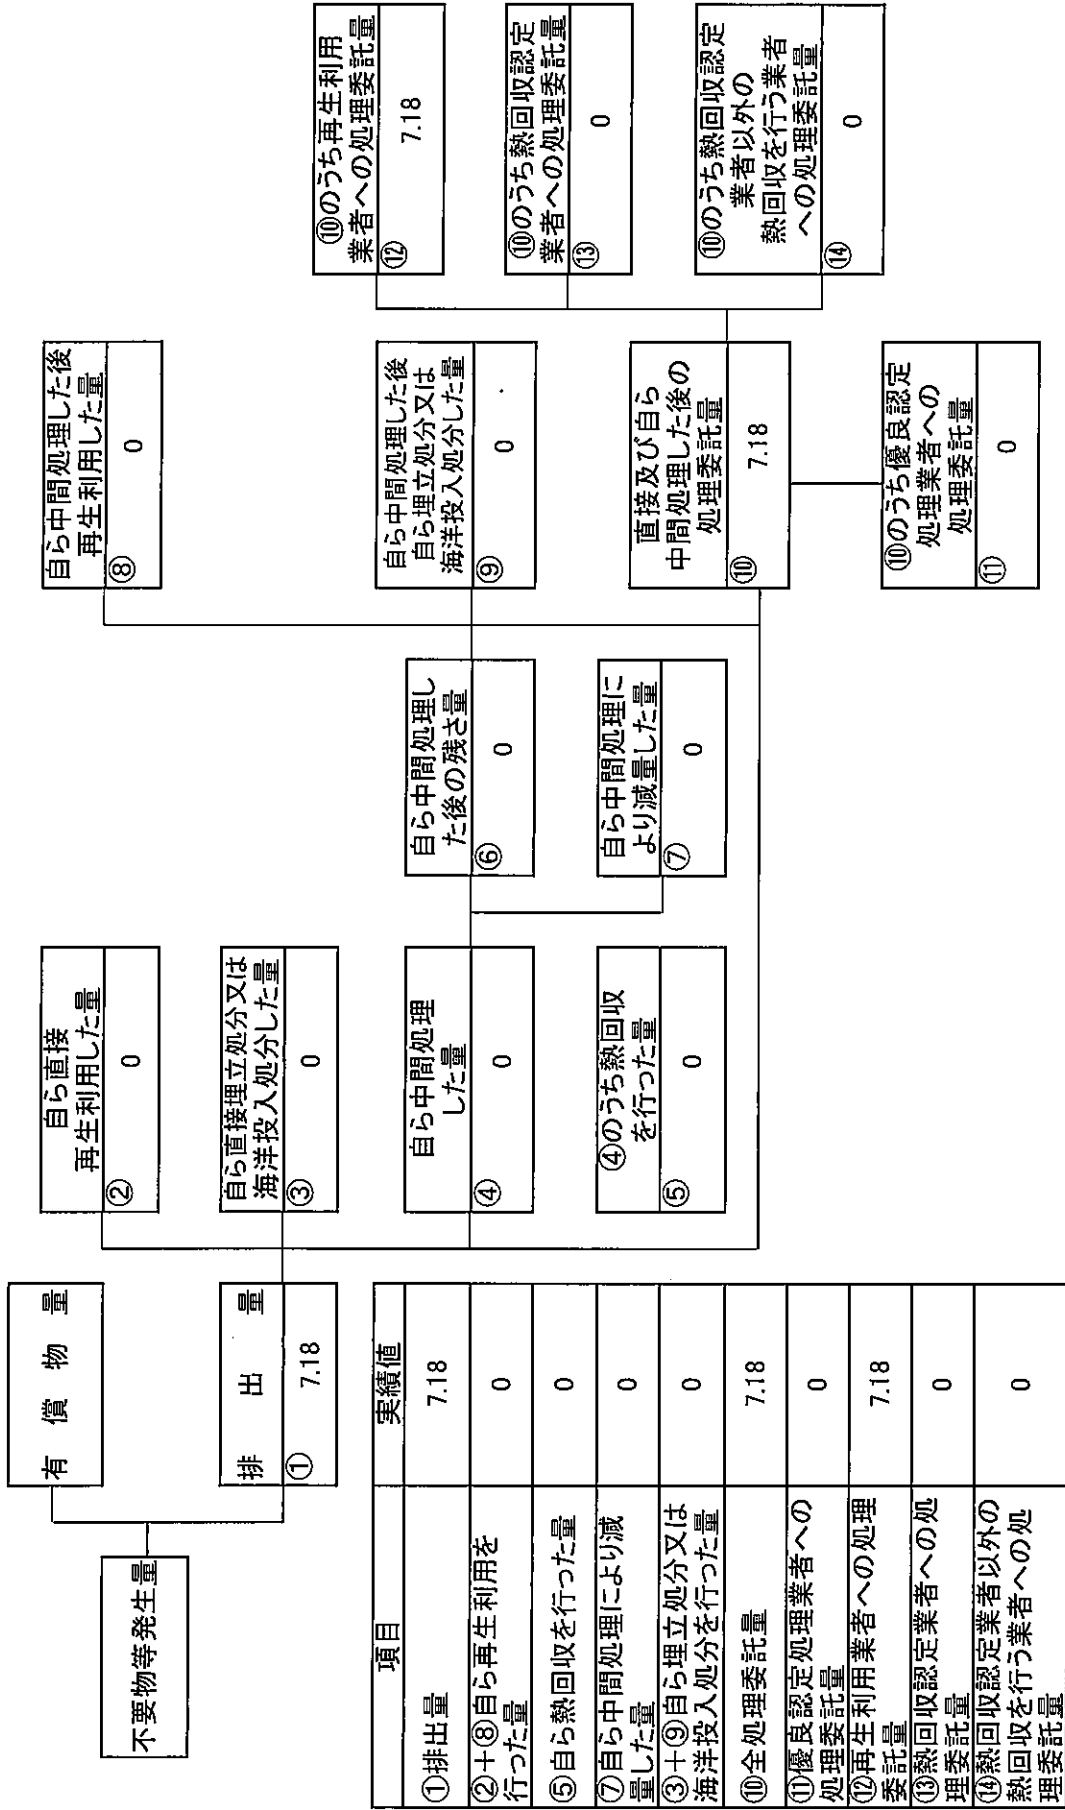 不要物等発生量
有償物量
排出量
① 7.18
自ら直接
再生利用した量
② 0
自ら直接埋立処分又は
海洋投入処分した量
③ 0
自ら中間処理
した量
④ 0
④のうち熱回収
を行った量
⑤ 0
自ら中間処理し
た後の残さ量
⑥ 0
自ら中間処理に
より減量した量
⑦ 0
自ら中間処理した後
再生利用した量
⑧ 0
自ら中間処理した後
自ら埋立処分又は
海洋投入処分した量
⑨ 0
直接及び自ら
中間処理した後の
処理委託量
⑩ 7.18
⑩のうち優良認定
処理業者への
処理委託量
⑪ 0
⑩のうち再生利用
業者への処理委託量
⑫ 7.18
⑩のうち熱回収認定
業者への処理委託量
⑬ 0
⑩のうち熱回収認定
業者以外の
熱回収を行う業者
への処理委託量
⑭ 0
項目 実績値
①排出量 7.18
②+⑧自ら再生利用を
行った量 0
⑤自ら熱回収を行った量 0
⑦自ら中間処理により減
量した量 0
③+⑨自ら埋立処分又は
海洋投入処分を行った量 0
⑩全処理委託量 7.18
⑪優良認定処理業者への
処理委託量 0
⑫再生利用業者への処理
委託量 7.18
⑬熱回収認定業者への処
理委託量 0
⑭熱回収認定業者以外の
熱回収を行う業者への処
理委託量 0